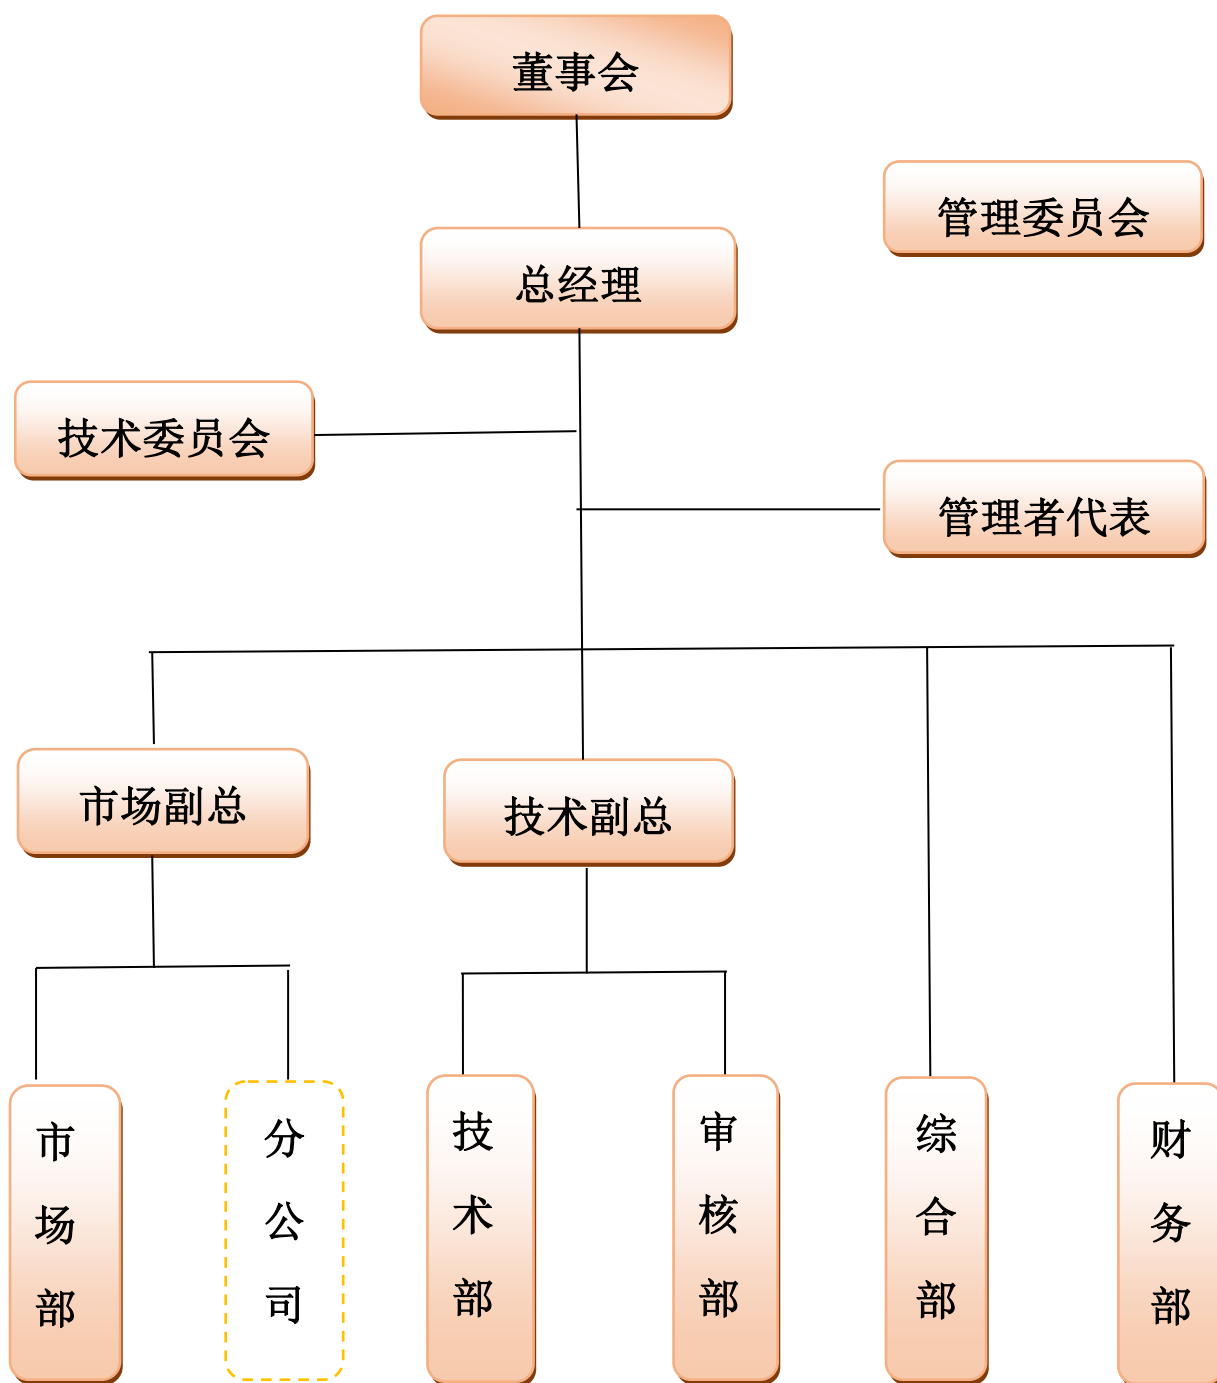 董事会
管理委员会
总经理
技术委员会
管理者代表
市场副总
技术副总
市场部
分公司
技术部
审核部
综合部
财务部